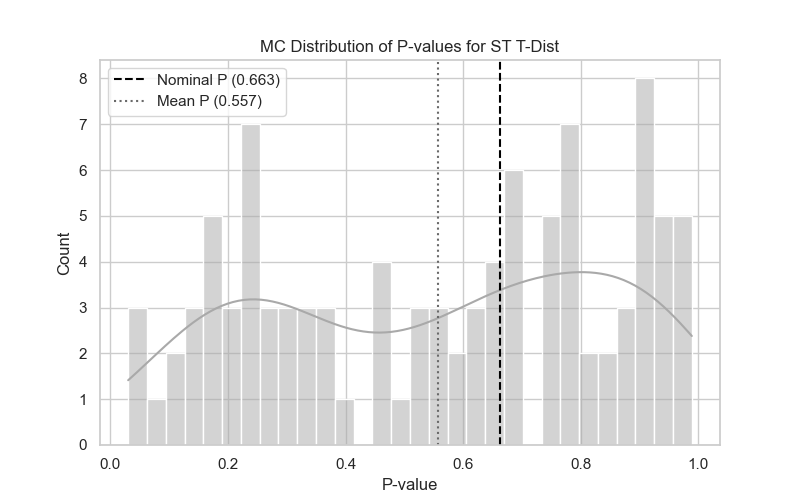 MC Distribution of P-values for ST T-Dist
Nominal P (0.663)
Mean P (0.557)
8
7
6
5
4
3
2
1
0
Count
0.0 0.2 0.4 0.6 0.8 1.0
P-value